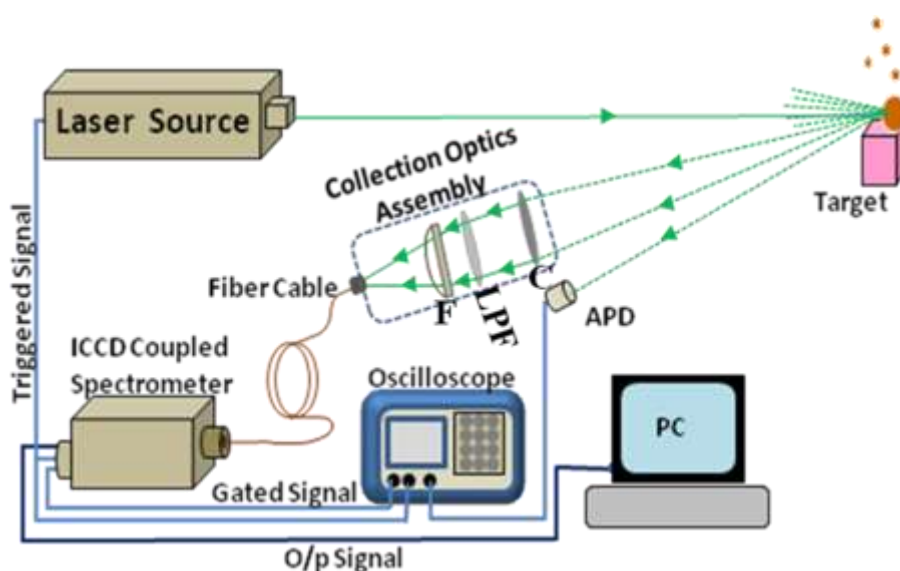 Laser Source
Collection Optics
Assembly
Target
Triggered Signal
Fiber Cable
F
LPF
C
APD
ICCD Coupled
Spectrometer
Oscilloscope
PC
Gated Signal
O/p Signal